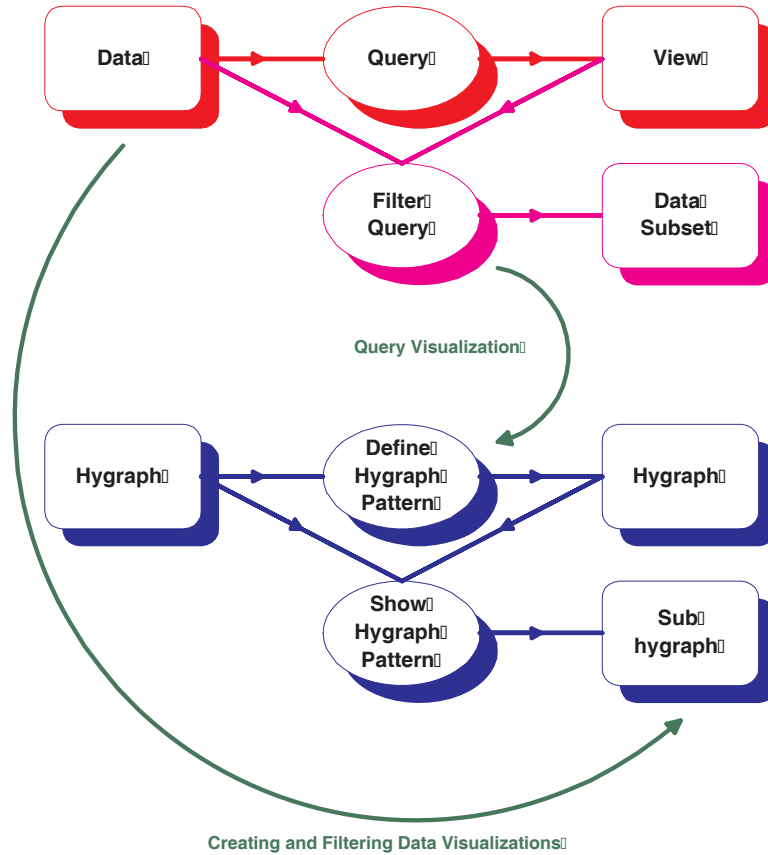 Data
Query
View
Filter
Query
Data
Subset
Query Visualization
Hygraph
Define
Hygraph
Pattern
Hygraph
Show
Hygraph
Pattern
Sub
hygraph
Creating and Filtering Data Visualizations